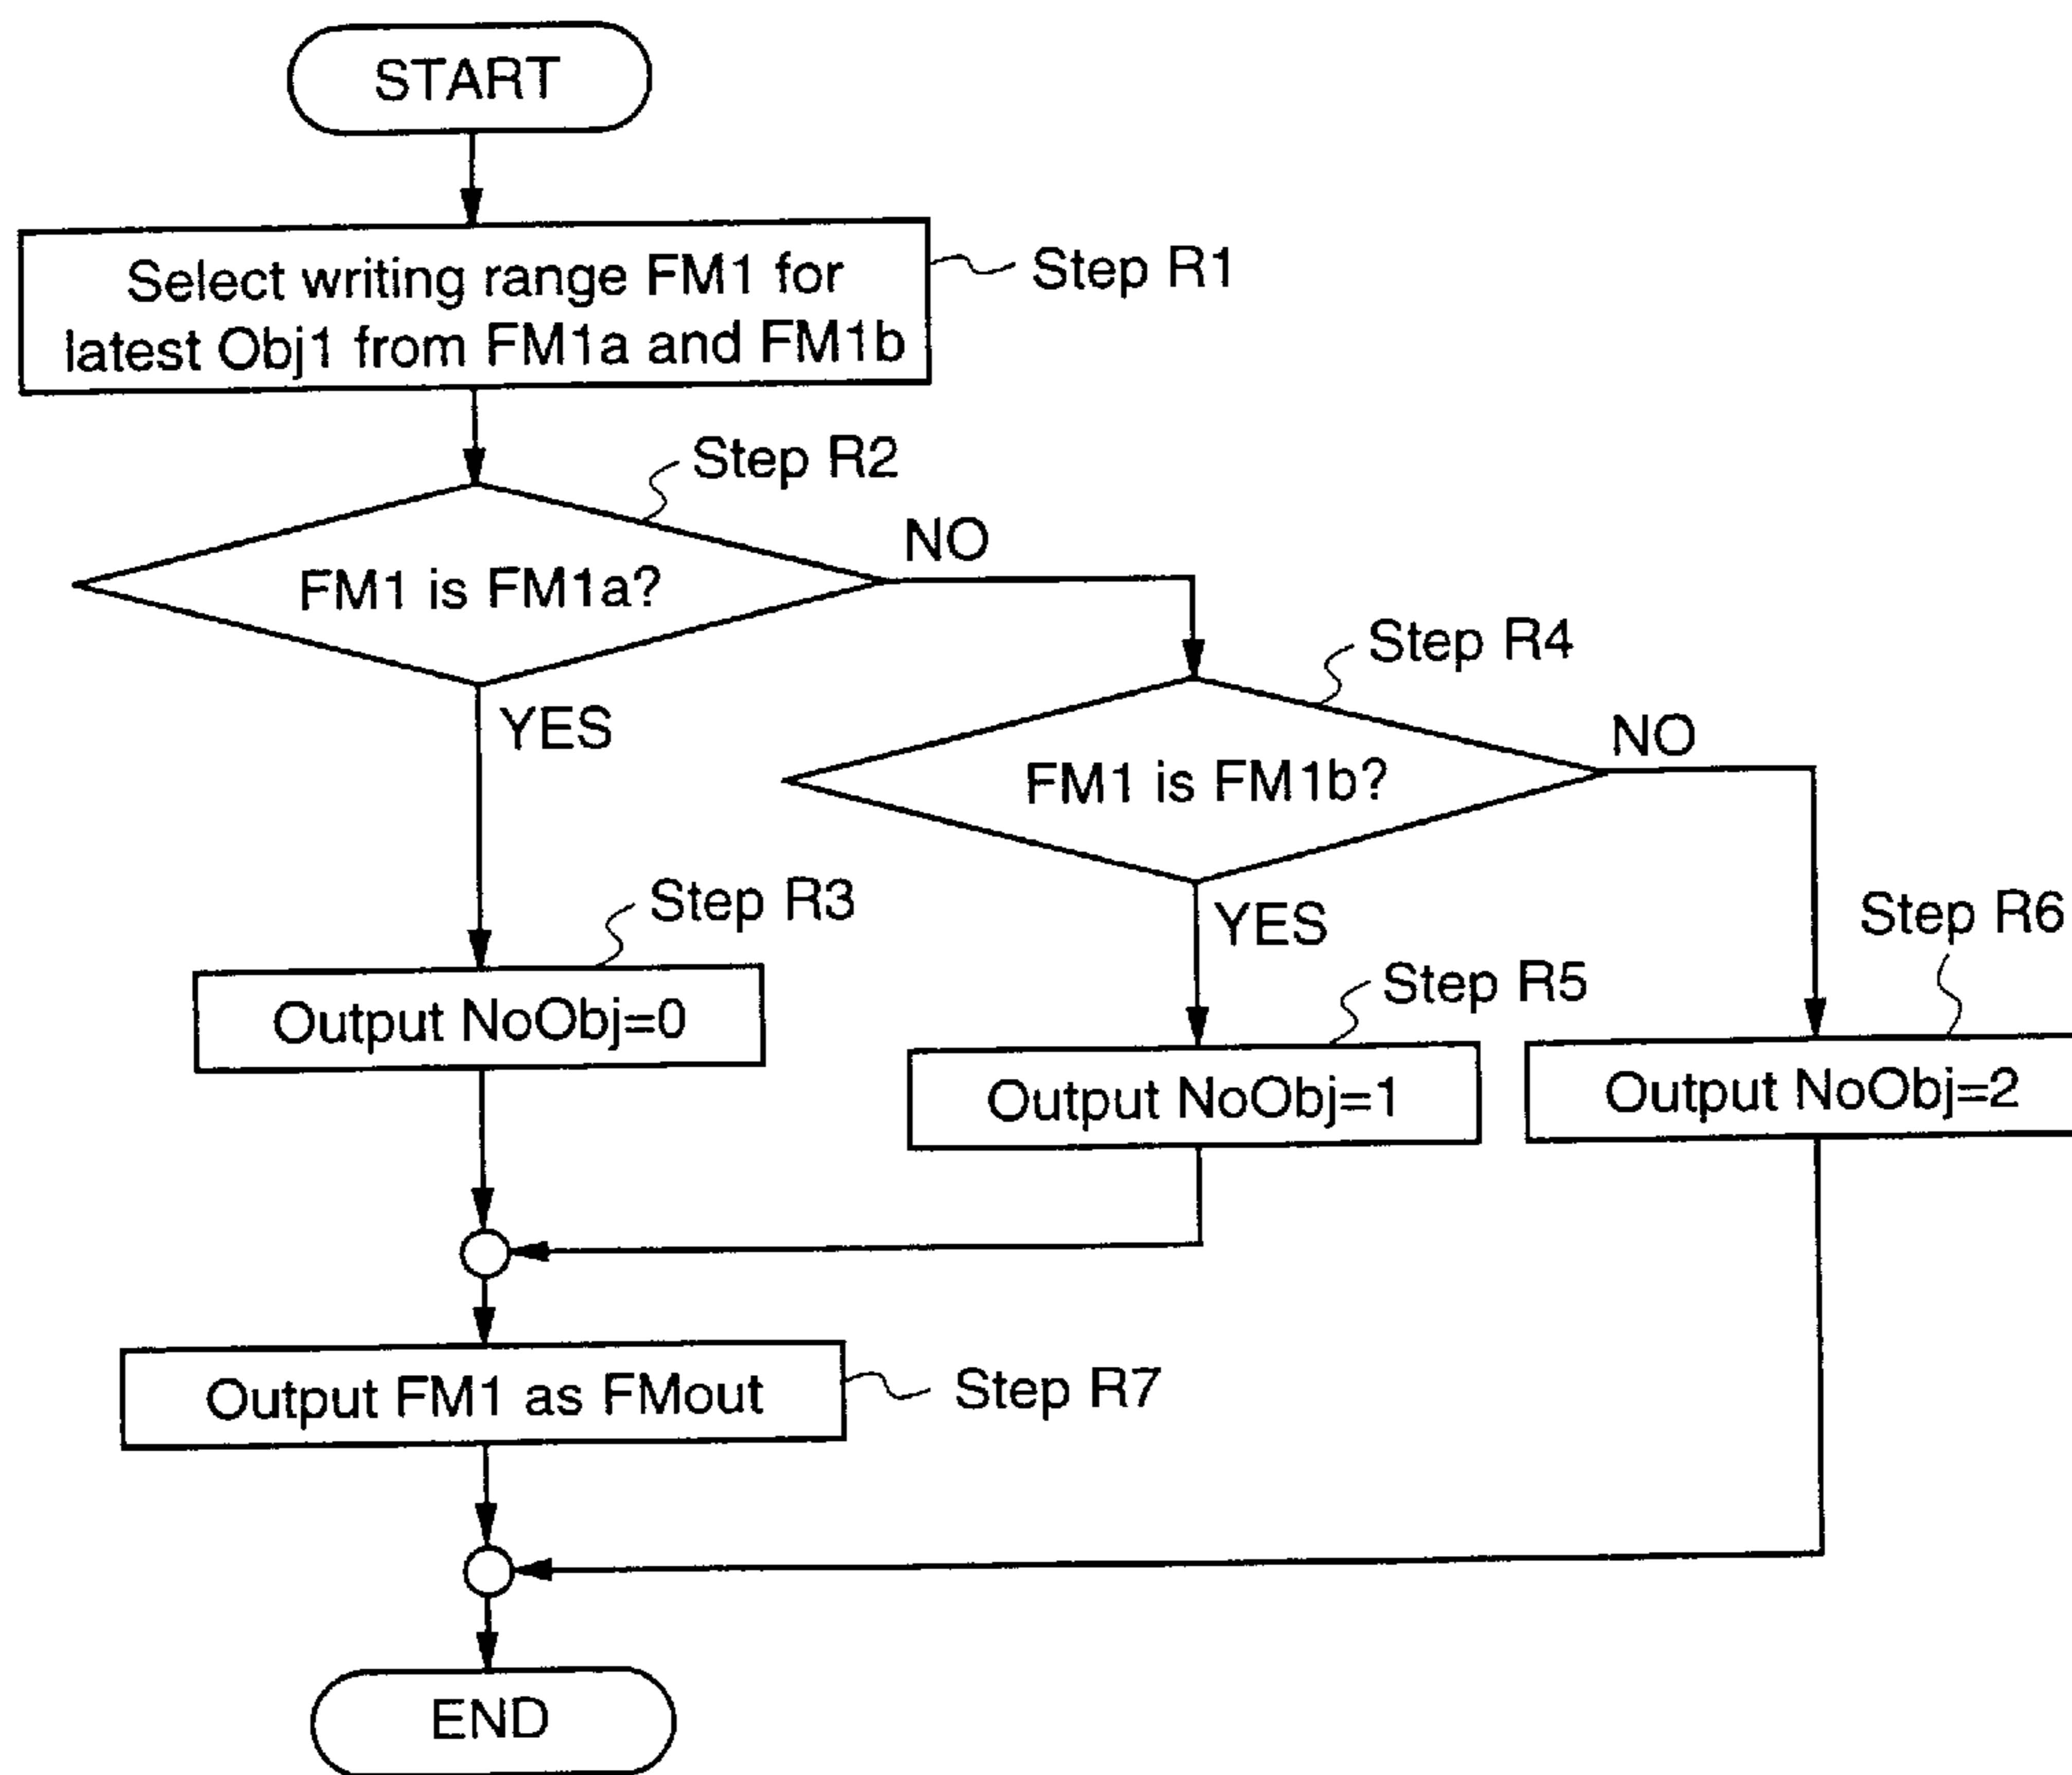 START
Select writing range FM1 for
latest Obj1 from FM1a and FM1b
Step R1
Step R2
FM1 is FM1a?
NO
YES
Step R4
FM1 is FM1b?
NO
YES
Step R3
Output NoObj=0
Step R5
Output NoObj=1
Step R6
Output NoObj=2
Output FM1 as FMout
Step R7
END